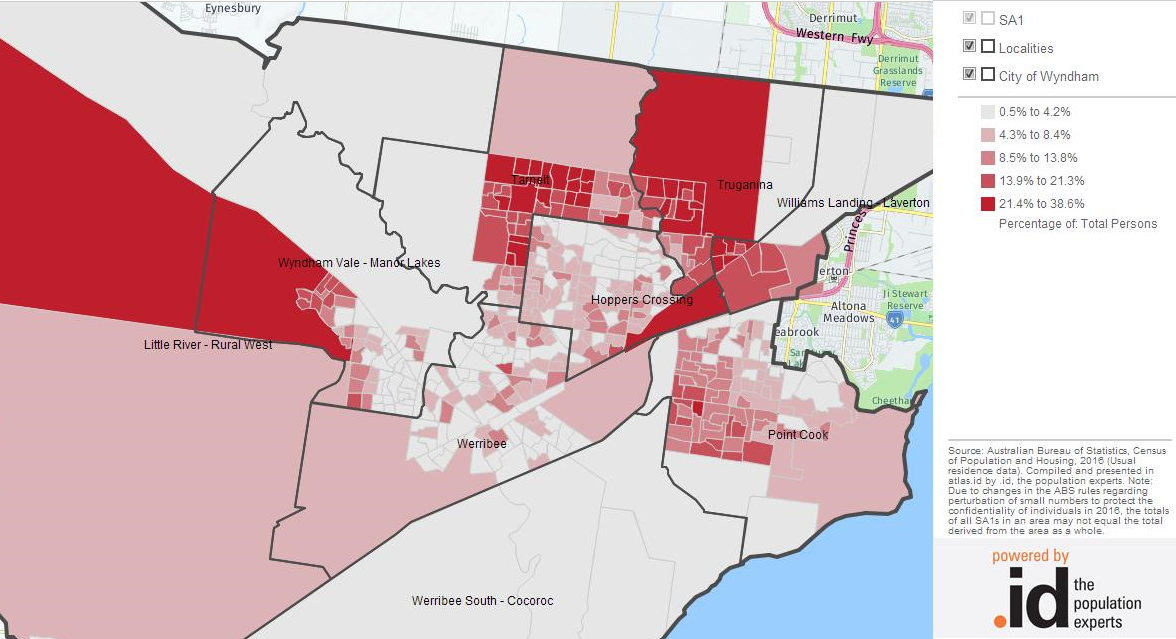 Eynesbury
Derrimut
Western Fwy
Derrimut
Grasslands
Reserve
Tarneit
Truganina
Williams Landing - Laverton
Princes
Wyndham Vale - Manor Lakes
erton
Hoppers Crossing
Ji Stewart
Reserve
Altona
Meadows
41
eabrook
Little River - Rural West
San
Lak
Cheetha
Point Cook
Werribee
Werribee South - Cocoroc
SA1
Localities
City of Wyndham
0.5% to 4.2%
4.3% to 8.4%
8.5% to 13.8%
13.9% to 21.3%
21.4% to 38.6%
Percentage of: Total Persons
Source: Australian Bureau of Statistics, Census
of Population and Housing, 2016 (Usual
residence data). Compiled and presented in
atlas.id by .id, the population experts. Note:
Due to changes in the ABS rules regarding
perturbation of small numbers to protect the
confidentiality of individuals in 2016, the totals
of all SA1s in an area may not equal the total
derived from the area as a whole.
powered by
.id the
population
experts